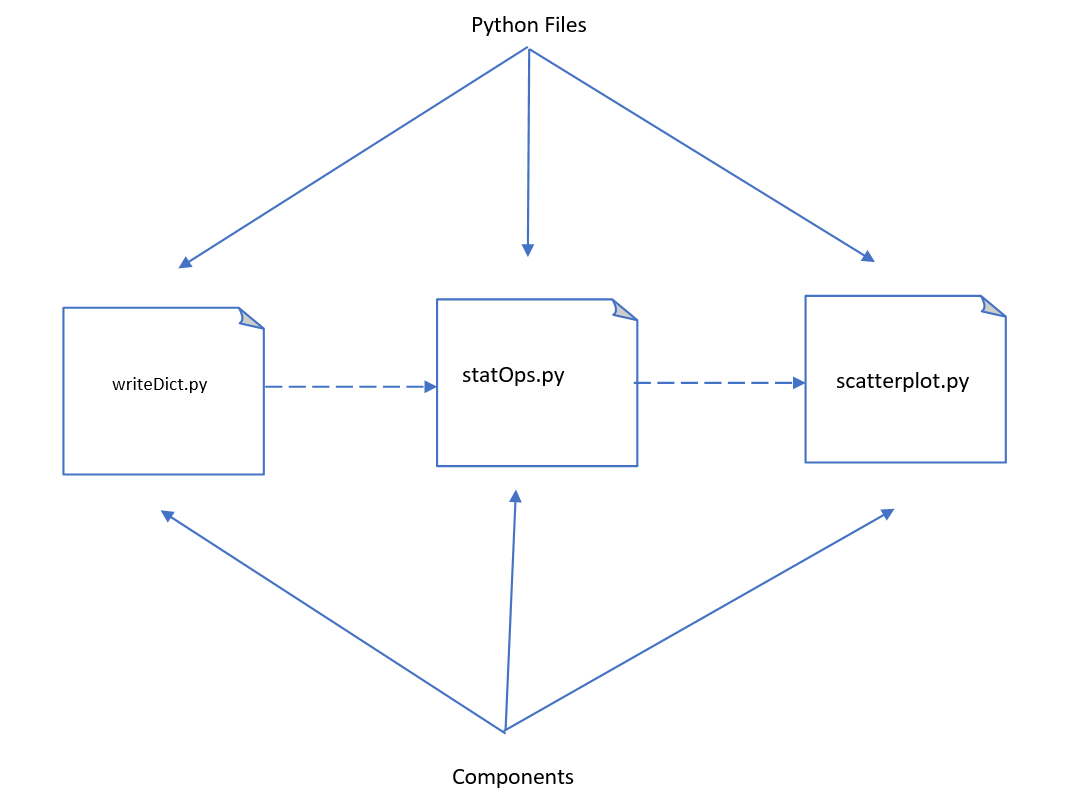 Python Files
writeDict.py
statOps.py
scatterplot.py
Components